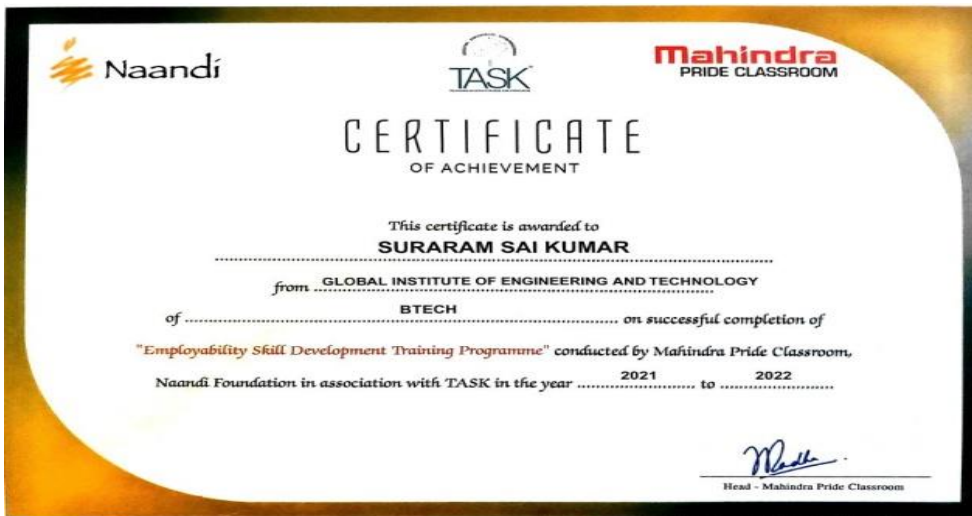 Naandi
TASK
Mahindra
PRIDE CLASSROOM
CERTIFICATE
OF ACHIEVEMENT
This certificate is awarded to
SURARAM SAI KUMAR
from GLOBAL INSTITUTE OF ENGINEERING AND TECHNOLOGY
of BTECH on successful completion of
"Employability Skill Development Training Programme" conducted by Mahindra Pride Classroom,
Naandi Foundation in association with TASK in the year 2021 to 2022
Head - Mahindra Pride Classroom